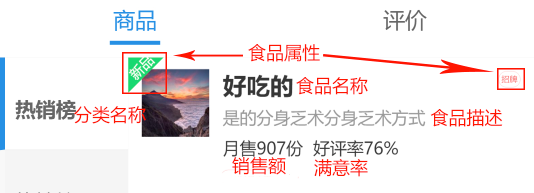 商品 评价
食品属性
新品 招牌
好吃的 食品名称
热销榜 分类名称
是的分身乏术分身乏术方式 食品描述
月售907份 好评率76%
销售额 满意率